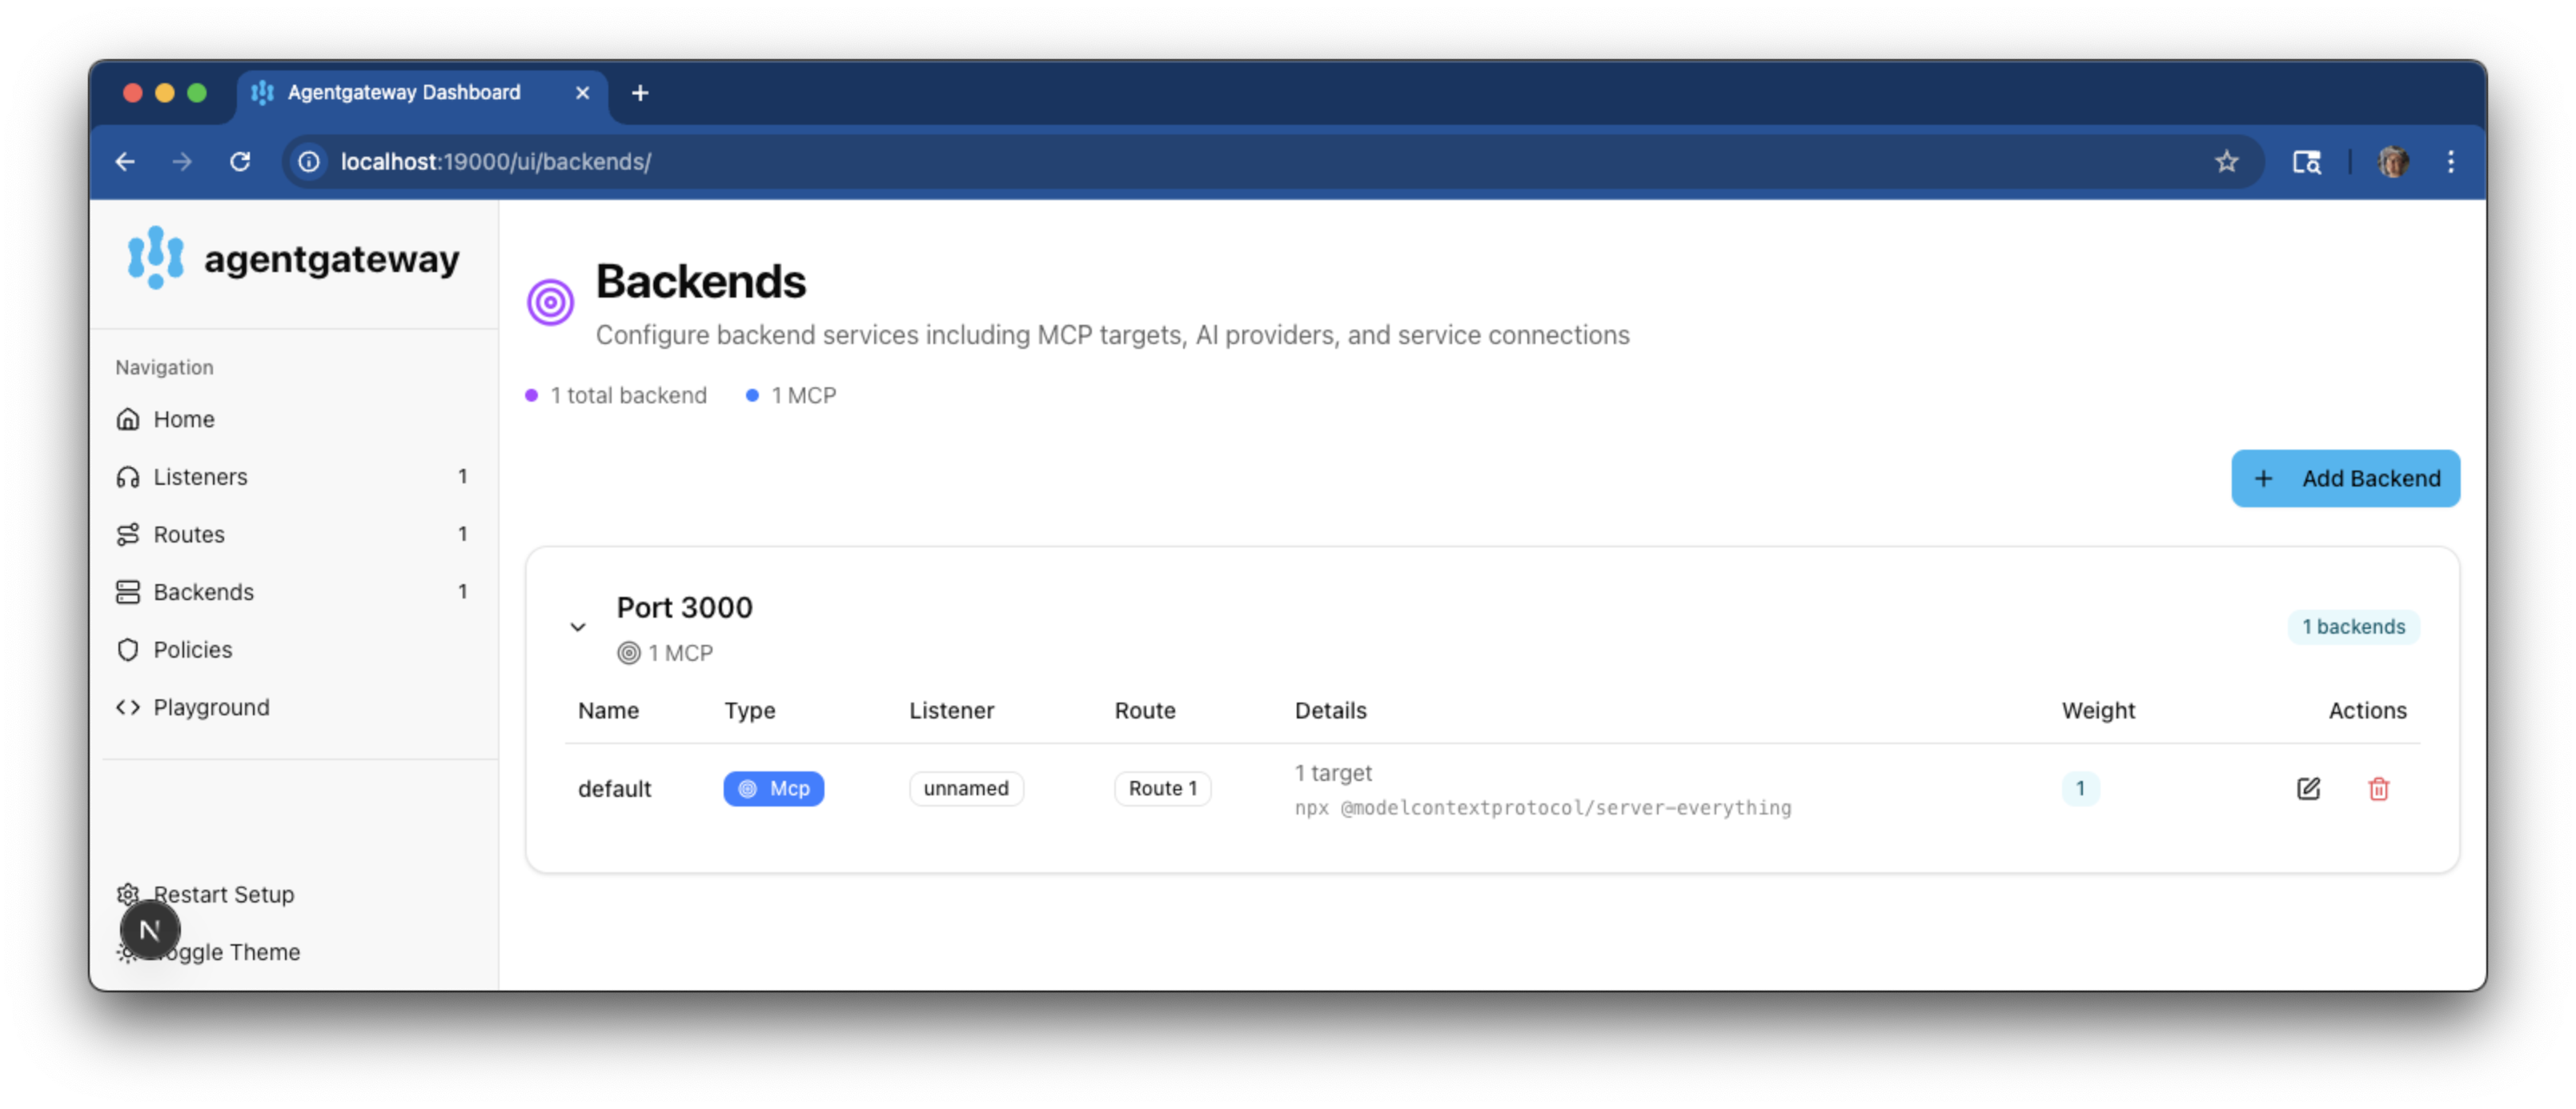 Agentgateway Dashboard
localhost:19000/ui/backends/
agentgateway
Navigation
Home
Listeners 1
Routes 1
Backends 1
Policies
Playground
Restart Setup
N
oggle Theme
Backends
Configure backend services including MCP targets, AI providers, and service connections
1 total backend 1 MCP
+ Add Backend
Port 3000
1 MCP
1 backends
Name Type Listener Route Details Weight Actions
default Mcp unnamed Route 1 1 target 1
npx @modelcontextprotocol/server-everything